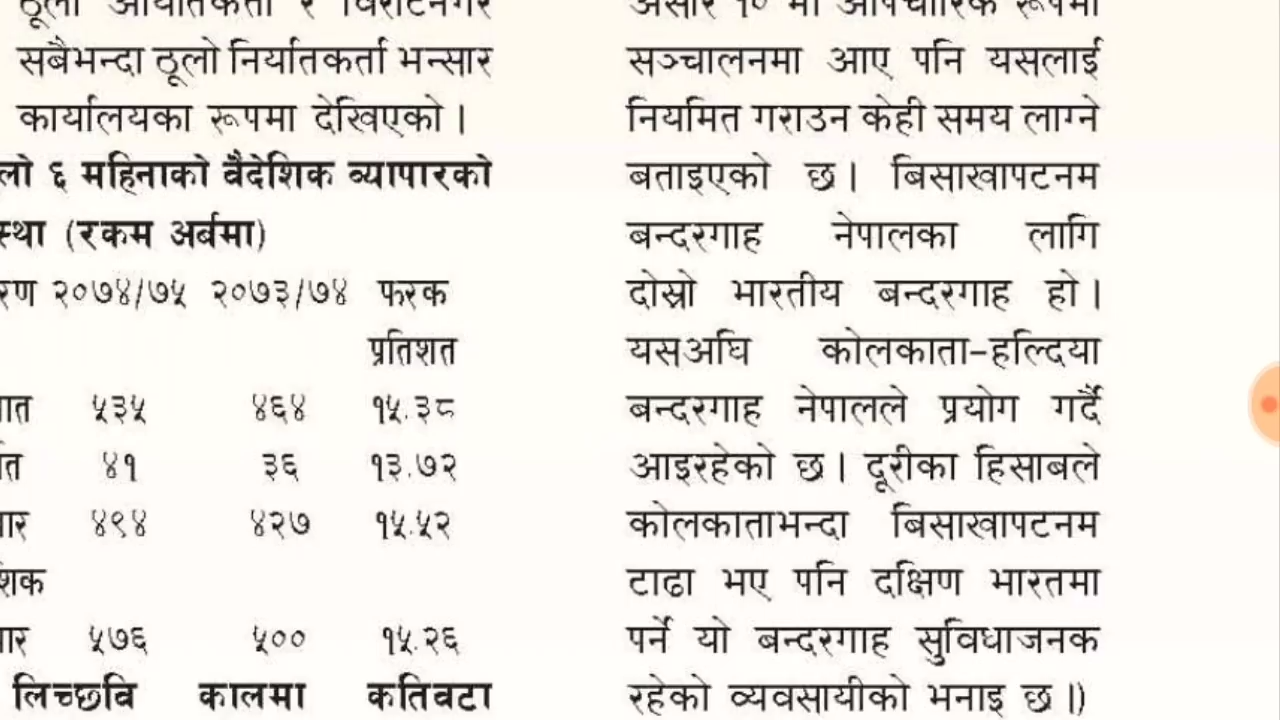 सबैभन्दा ठूलो निर्यातकर्ता भन्सार
कार्यालयका रूपमा देखिएको ।
६ महिनाको वैदेशिक व्यापारको
(रकम अर्बमा)
२०७४/७५ २०७३/७४ फरक
प्रतिशत
५३५ ४६४ १५.३८
४१ ३६ १३.७२
४९४ ४२७ १५.५२
५७६ ५०० १५.२६
लिच्छवि कालमा कतिवटा
सञ्चालनमा आए पनि यसलाई
नियमित गराउन केही समय लाग्ने
बताइएको छ । बिसाखापटनम
बन्दरगाह नेपालका लागि
दोस्रो भारतीय बन्दरगाह हो ।
यसअघि कोलकाता-हल्दिया
बन्दरगाह नेपालले प्रयोग गर्दै
आइरहेको छ । दूरीका हिसाबले
कोलकाताभन्दा बिसाखापटनम
टाढा भए पनि दक्षिण भारतमा
पर्ने यो बन्दरगाह सुविधाजनक
रहेको व्यवसायीको भनाइ छ ।)